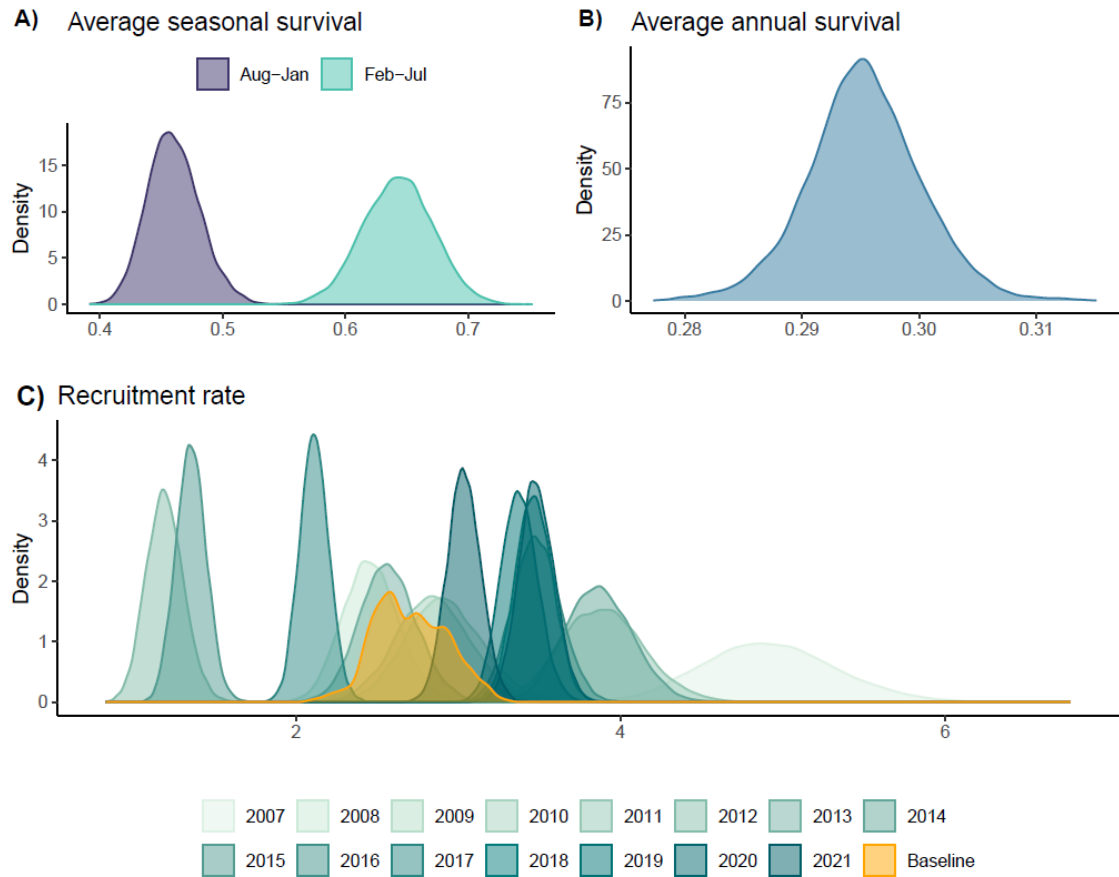 A) Average seasonal survival
Aug-Jan Feb-Jul
Density
15
10
5
0
0.4 0.5 0.6 0.7
B) Average annual survival
Density
75
50
25
0
0.28 0.29 0.30 0.31
C) Recruitment rate
Density
4
3
2
1
0
2 4 6
2007 2008 2009 2010 2011 2012 2013 2014
2015 2016 2017 2018 2019 2020 2021 Baseline